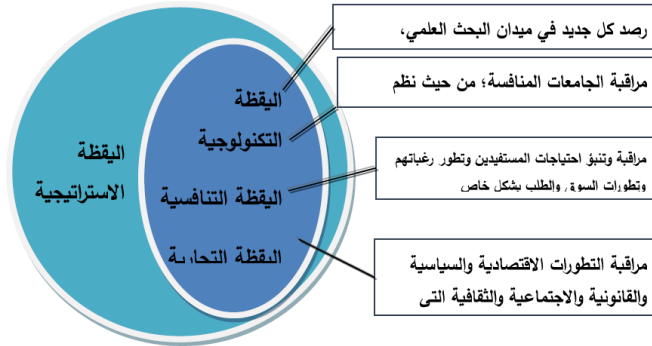 رصد كل جديد في ميدان البحث العلمي،
مراقبة الجامعات المنافسة؛ من حيث نظم
مراقبة وتنبؤ احتياجات المستفيدين وتطور رغباتهم
وتطورات السوق والطلب بشكل خاص
مراقبة التطورات الاقتصادية والسياسية
والقانونية والاجتماعية والثقافية التي
اليقظة
التكنولوجية
اليقظة التنافسية
اليقظة التجارية
اليقظة
الاستراتيجية